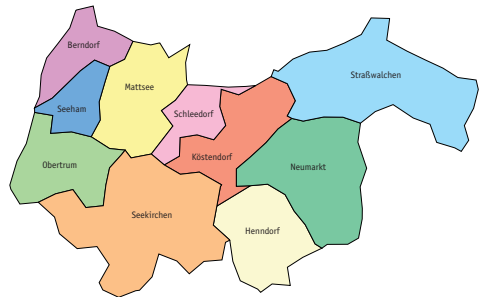 Berndorf
Straßwalchen
Mattsee
Seeham
Schleedorf
Köstendorf
Obertrum
Neumarkt
Seekirchen
Henndorf